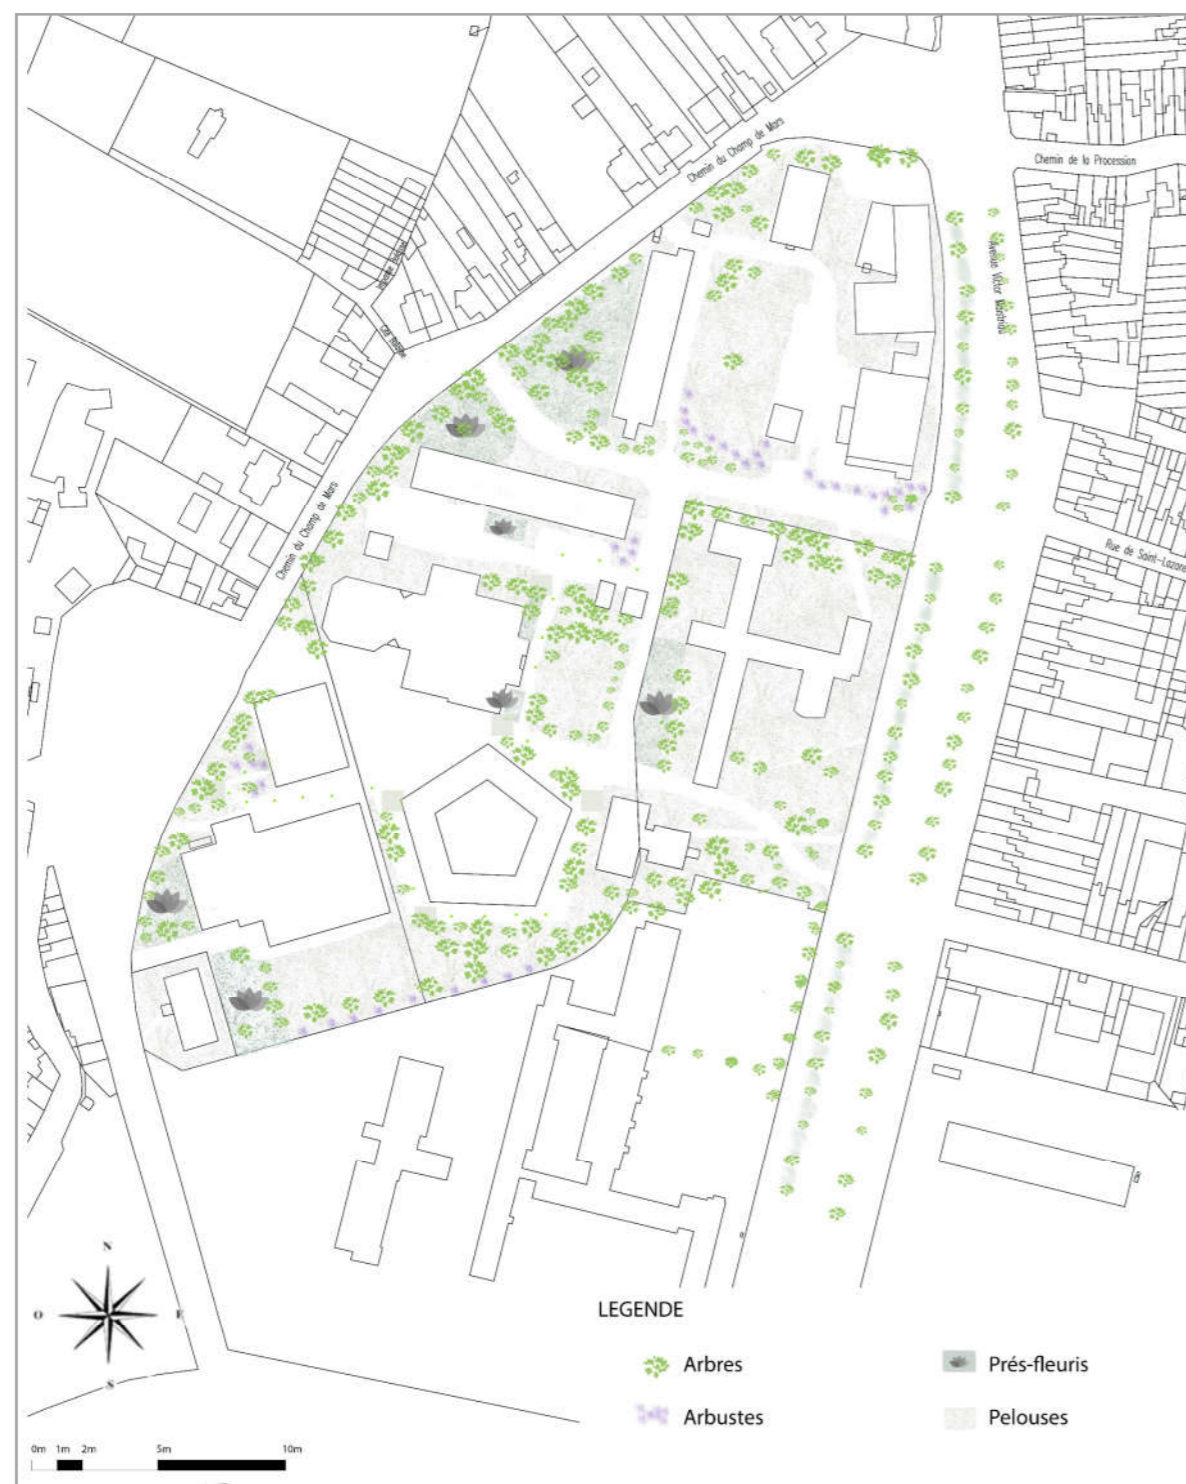 Chemin du Champ de Mars
Chemin de la Procession
Avenue Victor Maistriau
Chemin du Champ de Mars
Rue de Saint-Lazare
N
O
E
S
LEGENDE
Arbres
Prés-fleuris
Arbustes
Pelouses
0m 1m 2m 5m 10m